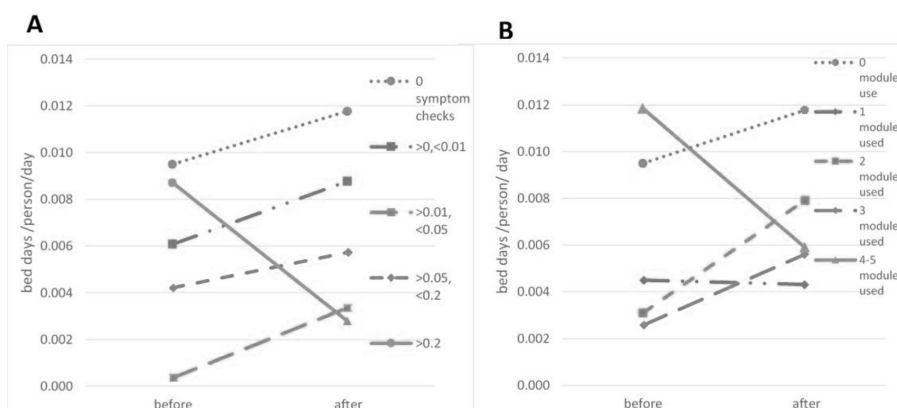 A
0.014
0.012
0.010
0.008
0.006
0.004
0.002
0.000
bed days /person/day
before
after
0
symptom
checks
>0,<0.01
>0.01,
<0.05
>0.05,
<0.2
>0.2
B
0.014
0.012
0.010
0.008
0.006
0.004
0.002
0.000
bed days /person/ day
before
after
0
module
use
1
module
used
2
module
used
3
module
used
4-5
module
used